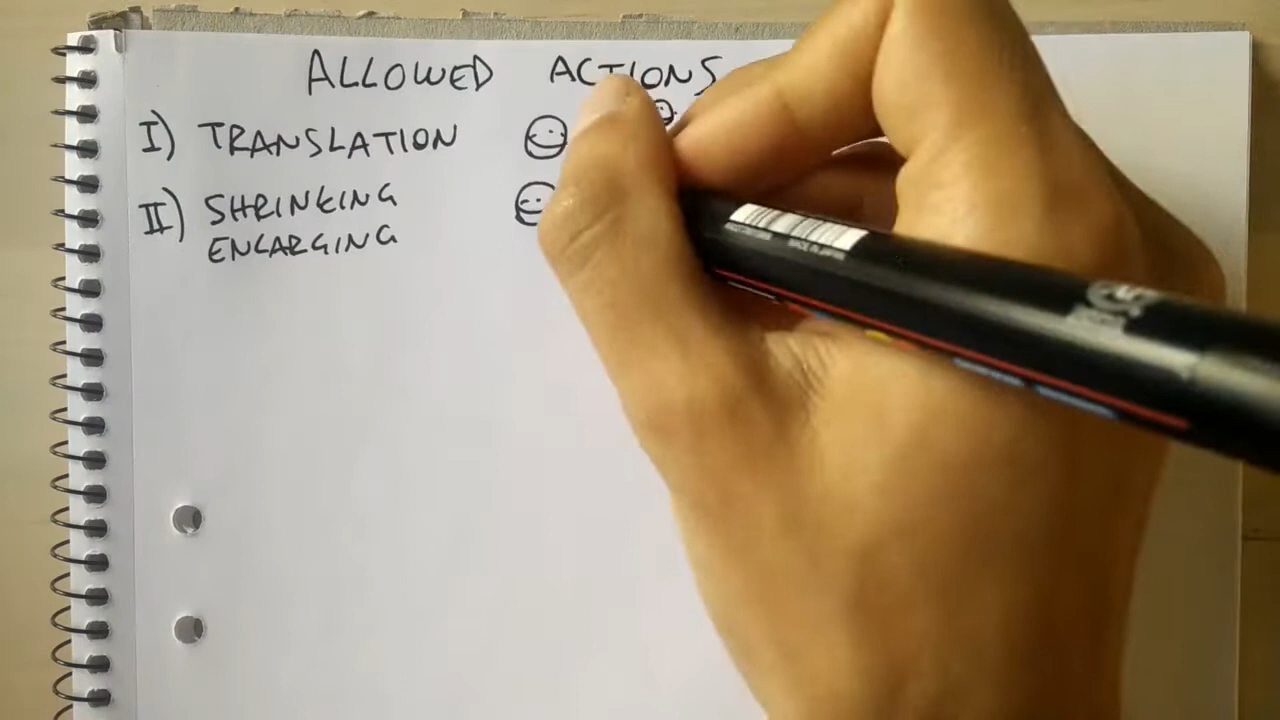 ALLOWED ACTIONS
I) TRANSLATION
II) SHRINKING
ENLARGING